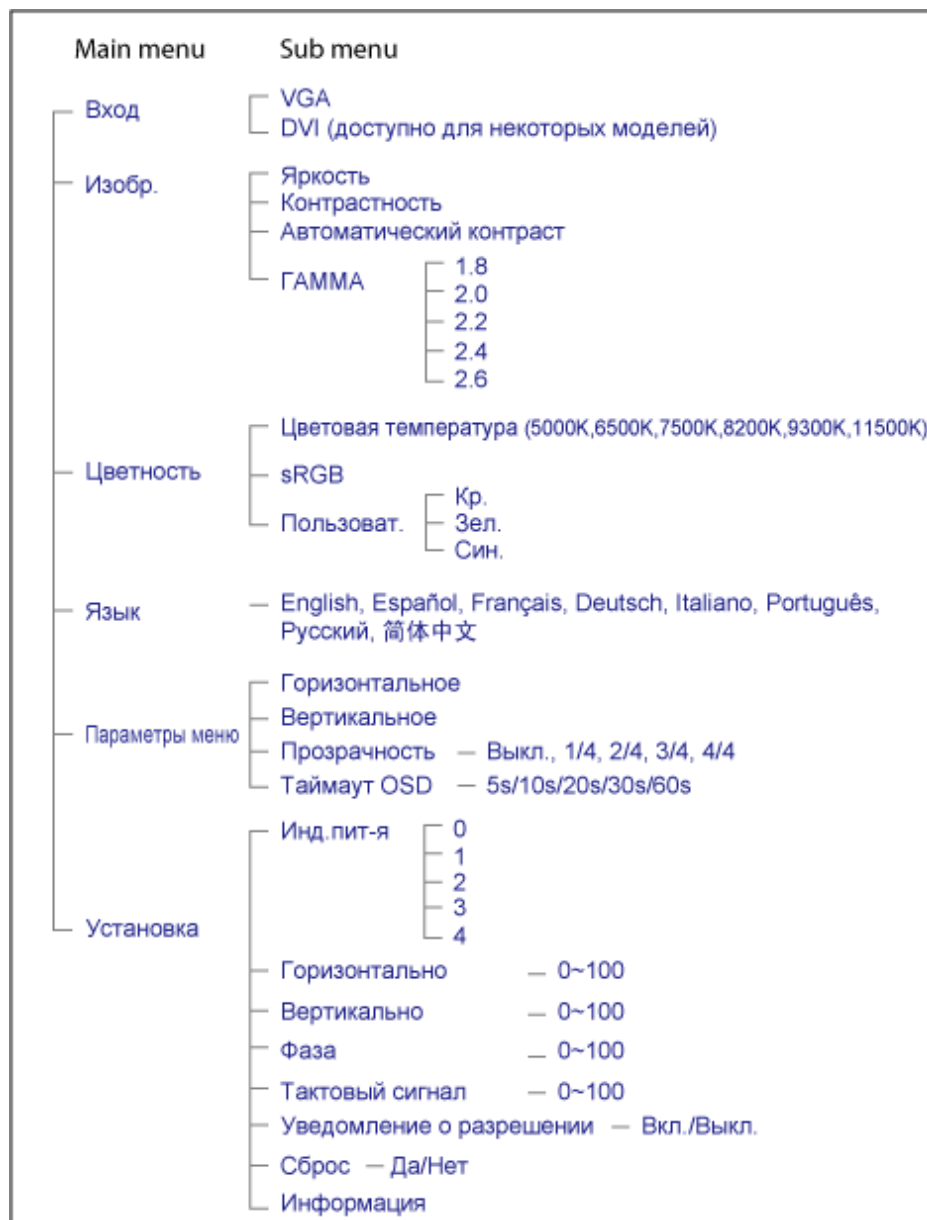 Main menu Sub menu
Вход
VGA
DVI (доступно для некоторых моделей)
Изобр.
Яркость
Контрастность
Автоматический контраст
ГАММА
1.8
2.0
2.2
2.4
2.6
Цветность
Цветовая температура (5000K,6500K,7500K,8200K,9300K,11500K)
sRGB
Пользоват.
Кр.
Зел.
Син.
Язык
English, Español, Français, Deutsch, Italiano, Português,
Русский, 简体中文
Параметры меню
Горизонтальное
Вертикальное
Прозрачность — Выкл., 1/4, 2/4, 3/4, 4/4
Таймаут OSD — 5s/10s/20s/30s/60s
Установка
Инд.пит-я
0
1
2
3
4
Горизонтально — 0~100
Вертикально — 0~100
Фаза — 0~100
Тактовый сигнал — 0~100
Уведомление о разрешении — Вкл./Выкл.
Сброс — Да/Нет
Информация